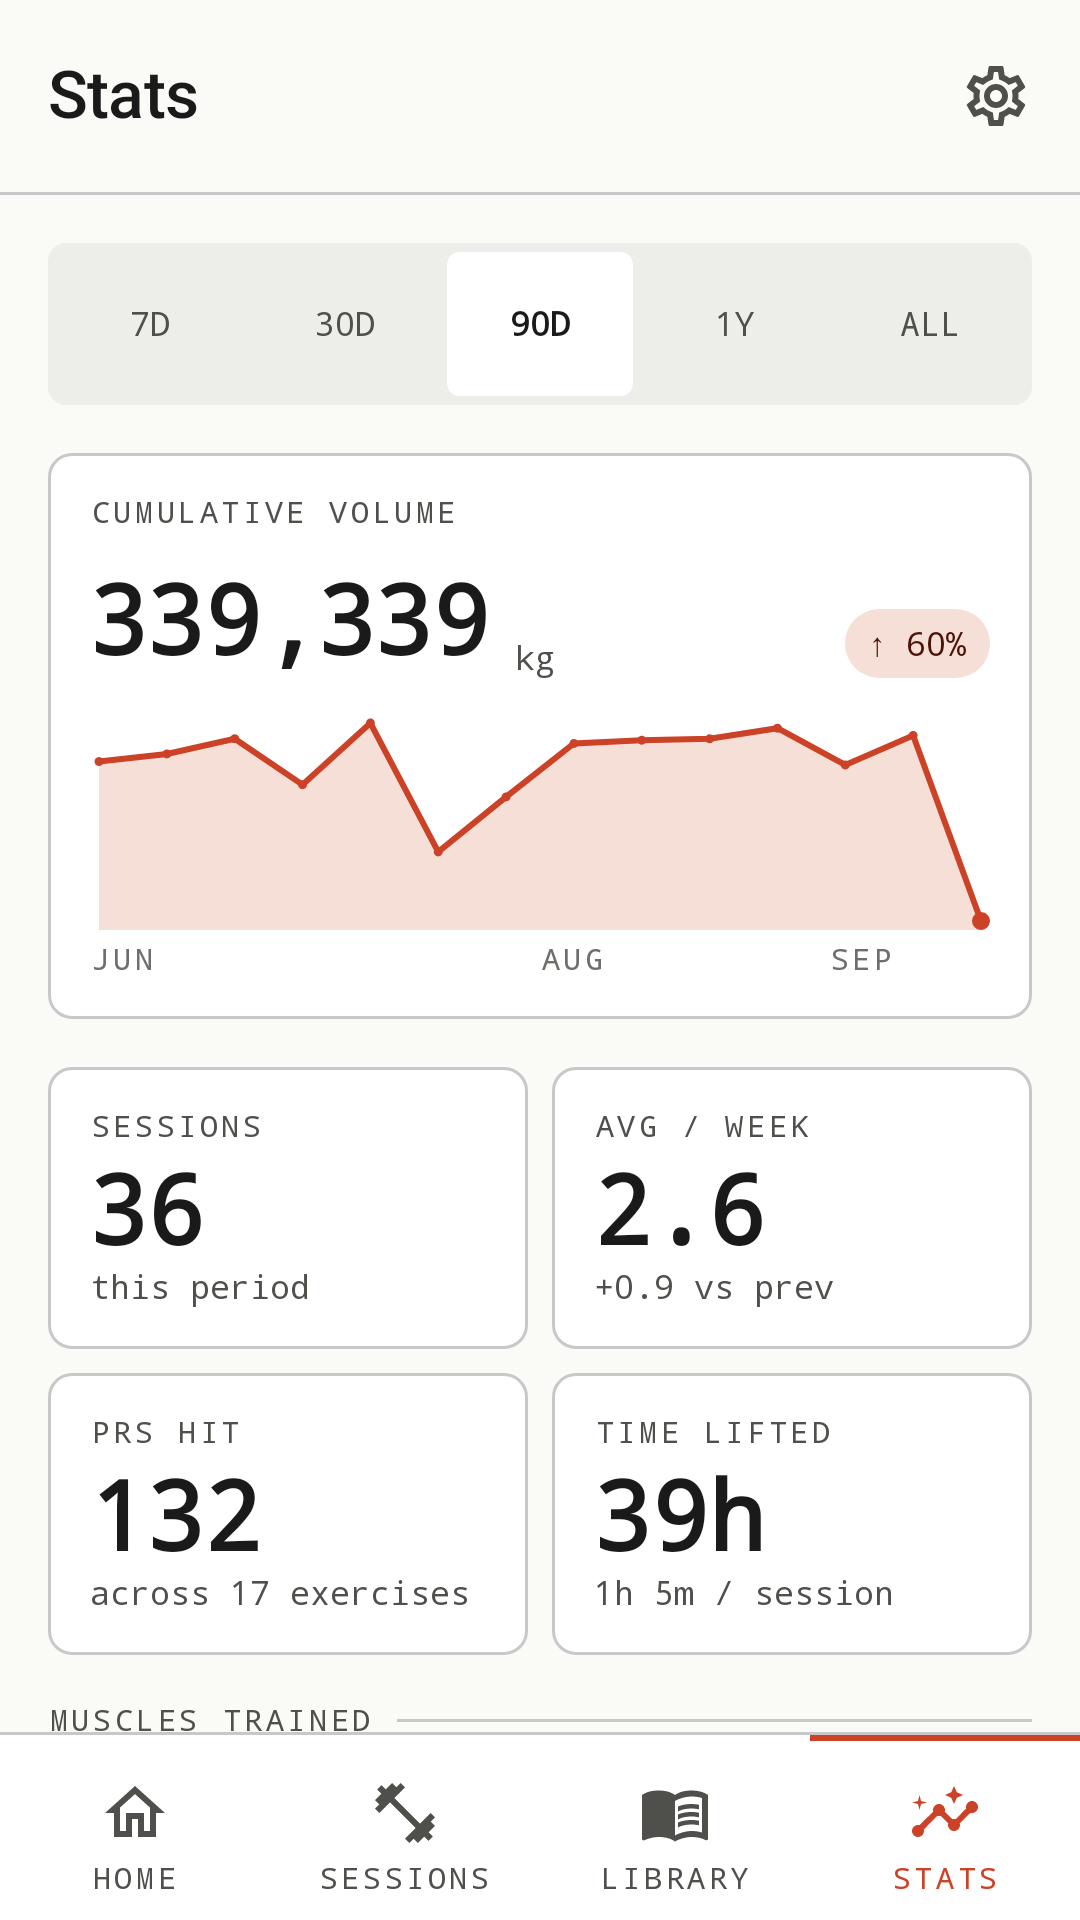 Stats
7D 30D 90D 1Y ALL
CUMULATIVE VOLUME
339,339 kg
↑ 60%
JUN AUG SEP
SESSIONS
36
this period
AVG / WEEK
2.6
+0.9 vs prev
PRS HIT
132
across 17 exercises
TIME LIFTED
39h
1h 5m / session
MUSCLES TRAINED
HOME SESSIONS LIBRARY STATS